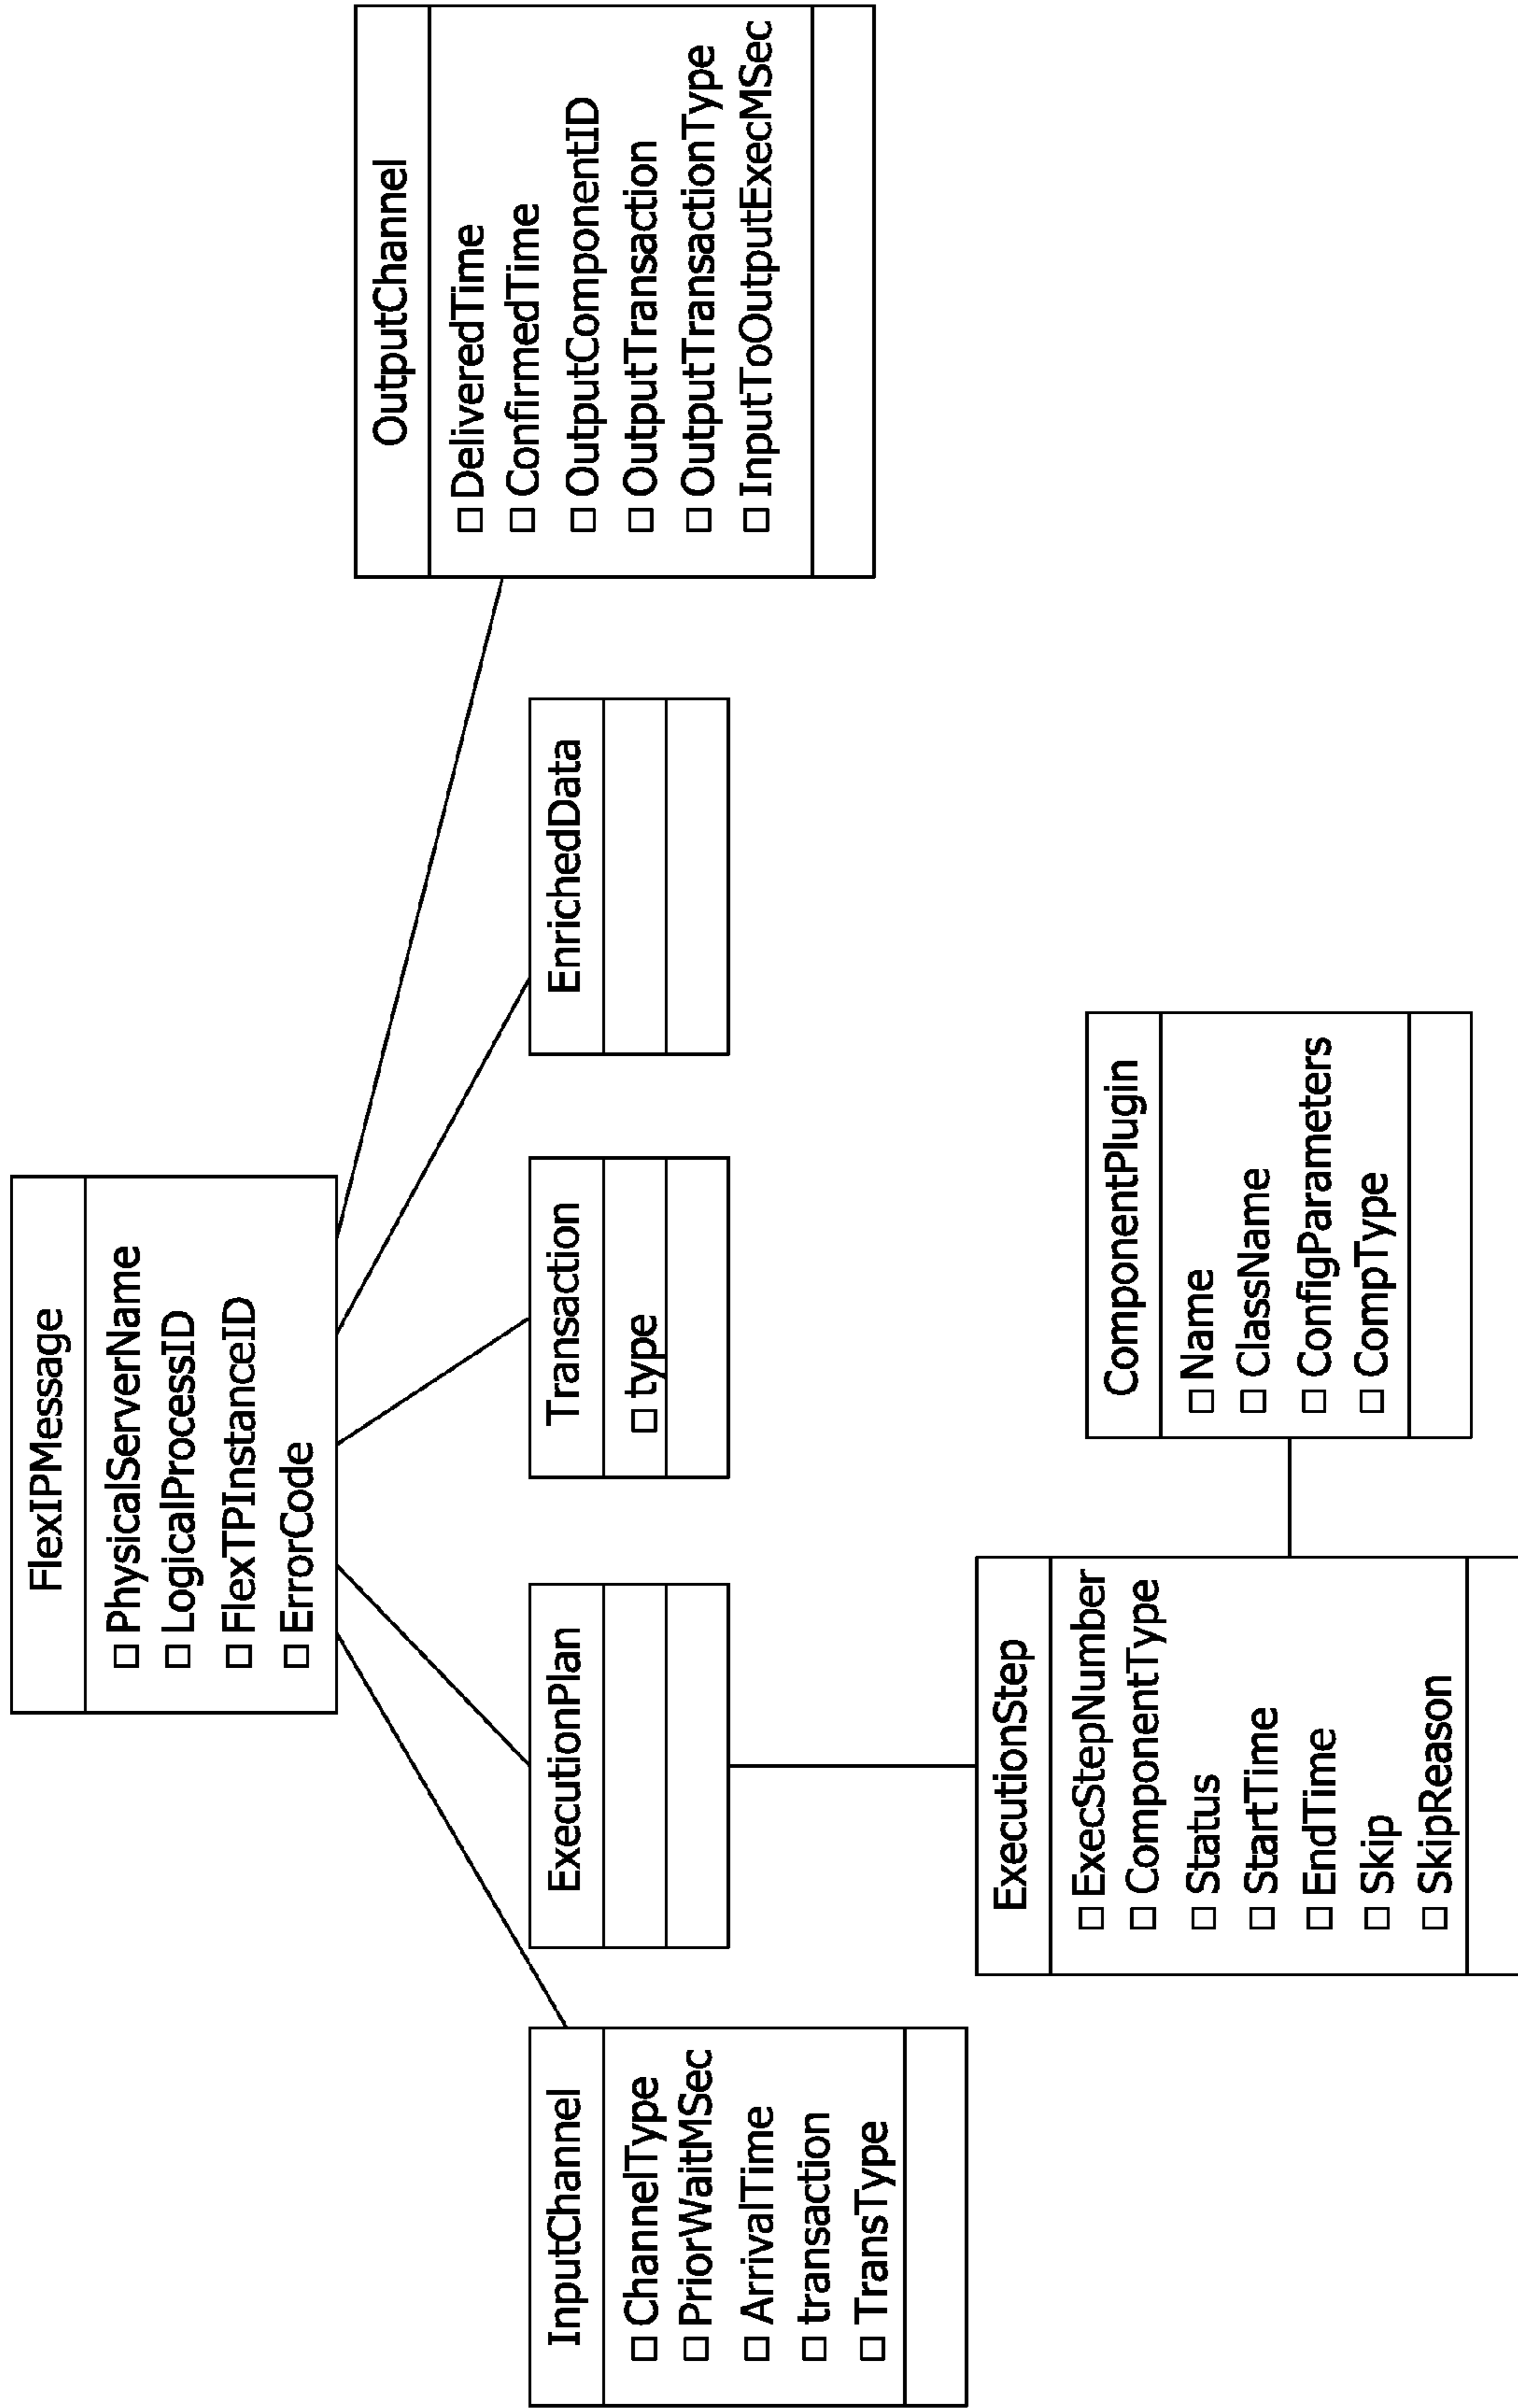 FlexIPMessage
PhysicalServerName
LogicalProcessID
FlexTPInstanceID
ErrorCode
InputChannel
ChannelType
PriorWaitMSec
ArrivalTime
transaction
TransType
ExecutionPlan
Transaction
type
EnrichedData
OutputChannel
DeliveredTime
ConfirmedTime
OutputComponentID
OutputTransaction
OutputTransactionType
InputToOutputExecMSec
ExecutionStep
ExecStepNumber
ComponentType
Status
StartTime
EndTime
Skip
SkipReason
ComponentPlugin
Name
ClassName
ConfigParameters
CompType